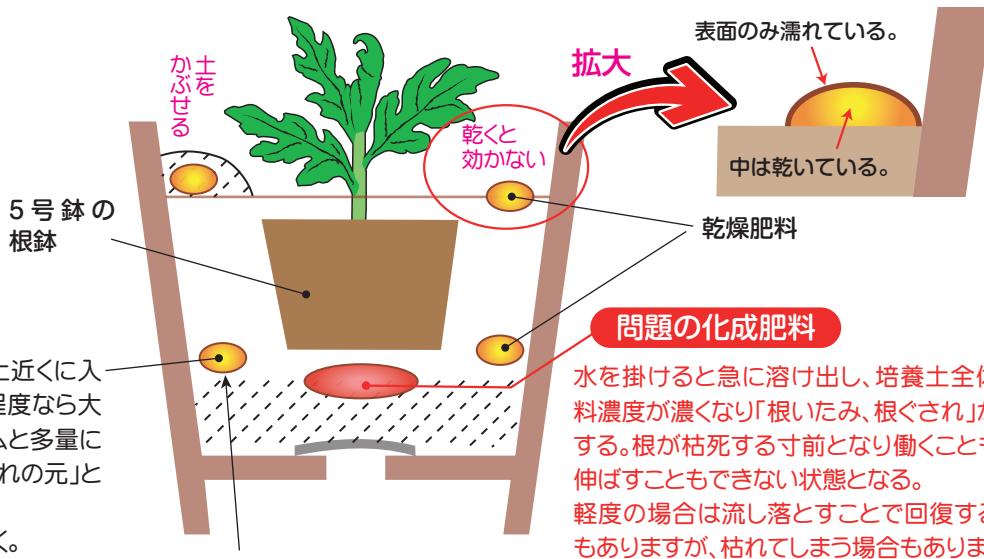 表面のみ濡れている。
拡大
土を
かぶせる
乾くと
効かない
中は乾いている。
5号鉢の
根鉢
乾燥肥料
問題の化成肥料
水を掛けると急に溶け出し、培養土全体
料濃度が濃くなり「根いたみ、根ぐされ」が
する。根が枯死する寸前となり働くことも
伸ばすこともできない状態となる。
軽度の場合は流し落とすことで回復する
もありますが、枯れてしまう場合もありま
に近くに入
程度なら大
ムと多量に
れの元」と
く。